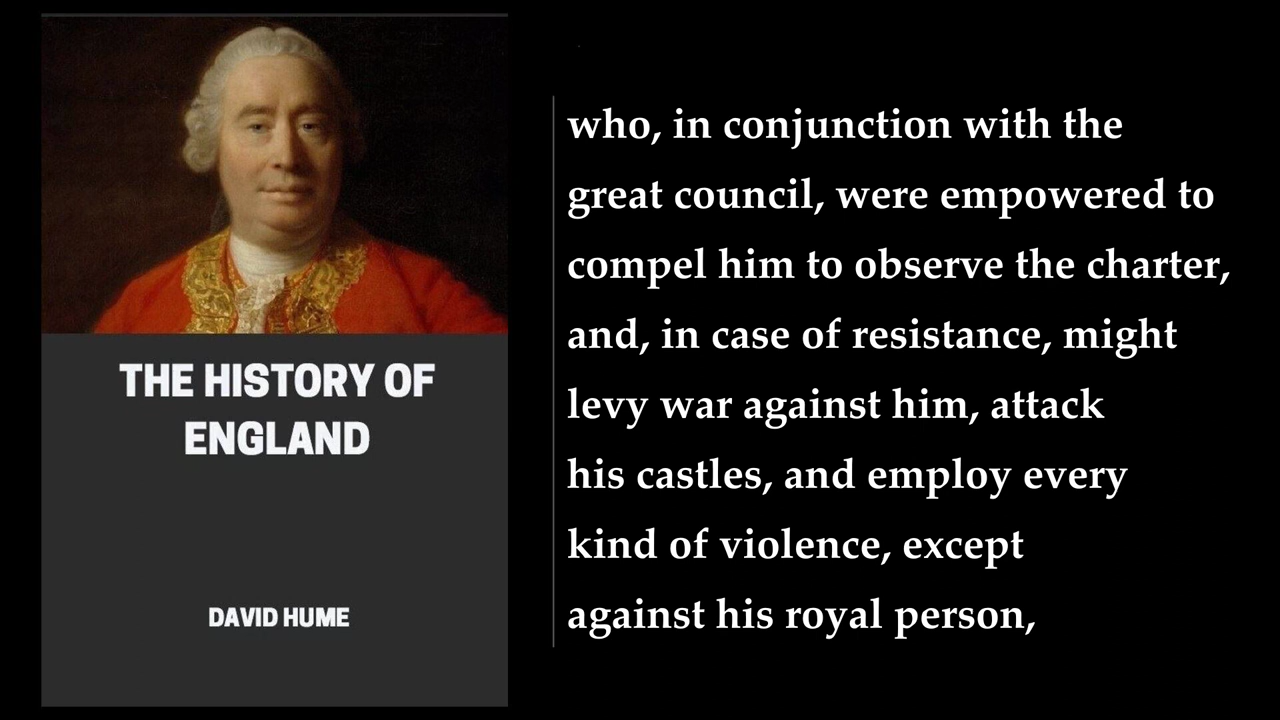 THE HISTORY OF
ENGLAND
DAVID HUME
who, in conjunction with the
great council, were empowered to
compel him to observe the charter,
and, in case of resistance, might
levy war against him, attack
his castles, and employ every
kind of violence, except
against his royal person,